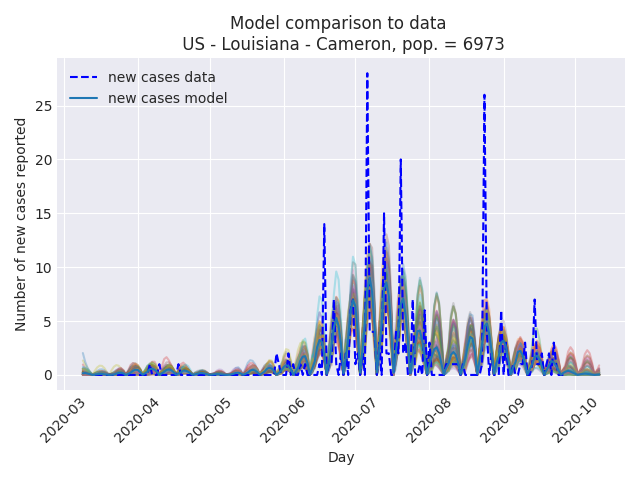 Model comparison to data
US - Louisiana - Cameron, pop. = 6973
new cases data
new cases model
Number of new cases reported
25
20
15
10
5
0
2020-03
2020-04
2020-05
2020-06
2020-07
2020-08
2020-09
2020-10
Day